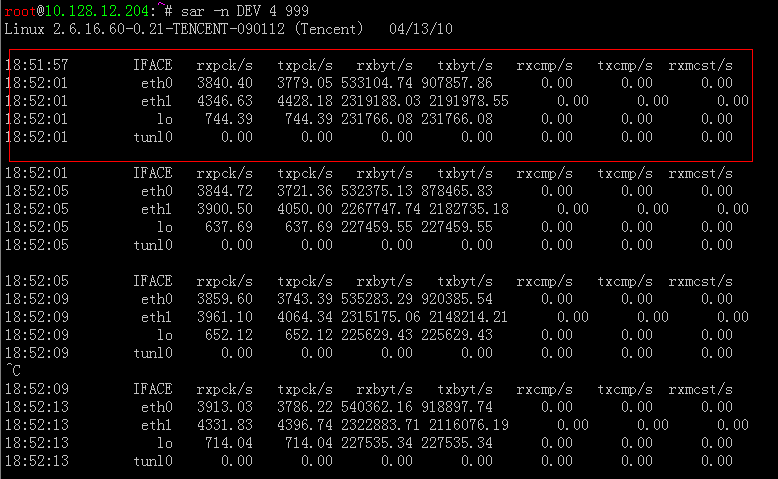 root@10.128.12.204:~# sar -n DEV 4 999
Linux 2.6.16.60-0.21-TENCENT-090112 (Tencent) 04/13/10
18:51:57 IFACE rxpck/s txpck/s rxbyt/s txbyt/s rxcmp/s txcmp/s rxmcst/s
18:52:01 eth0 3840.40 3779.05 533104.74 907857.86 0.00 0.00 0.00
18:52:01 eth1 4346.63 4428.18 2319188.03 2191978.55 0.00 0.00 0.00
18:52:01 lo 744.39 744.39 231766.08 231766.08 0.00 0.00 0.00
18:52:01 tunl0 0.00 0.00 0.00 0.00 0.00 0.00 0.00
18:52:01 IFACE rxpck/s txpck/s rxbyt/s txbyt/s rxcmp/s txcmp/s rxmcst/s
18:52:05 eth0 3844.72 3721.36 532375.13 878465.83 0.00 0.00 0.00
18:52:05 eth1 3900.50 4050.00 2267747.74 2182735.18 0.00 0.00 0.00
18:52:05 lo 637.69 637.69 227459.55 227459.55 0.00 0.00 0.00
18:52:05 tunl0 0.00 0.00 0.00 0.00 0.00 0.00 0.00
18:52:05 IFACE rxpck/s txpck/s rxbyt/s txbyt/s rxcmp/s txcmp/s rxmcst/s
18:52:09 eth0 3859.60 3743.39 535283.29 920385.54 0.00 0.00 0.00
18:52:09 eth1 3961.10 4064.34 2315175.06 2148214.21 0.00 0.00 0.00
18:52:09 lo 652.12 652.12 225629.43 225629.43 0.00 0.00 0.00
18:52:09 tunl0 0.00 0.00 0.00 0.00 0.00 0.00 0.00
^C
18:52:09 IFACE rxpck/s txpck/s rxbyt/s txbyt/s rxcmp/s txcmp/s rxmcst/s
18:52:13 eth0 3913.03 3786.22 540362.16 918897.74 0.00 0.00 0.00
18:52:13 eth1 4331.83 4396.74 2322883.71 2116076.19 0.00 0.00 0.00
18:52:13 lo 714.04 714.04 227535.34 227535.34 0.00 0.00 0.00
18:52:13 tunl0 0.00 0.00 0.00 0.00 0.00 0.00 0.00